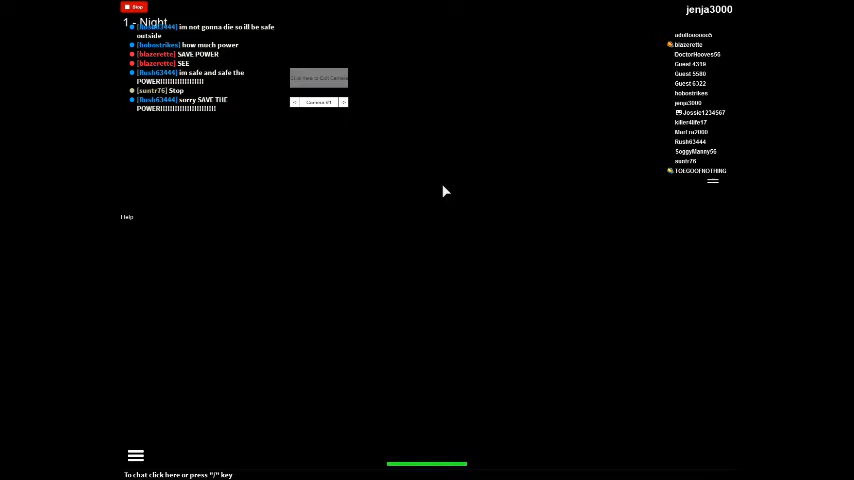 Stop
jenja3000
1 - Night
[Rush63444] im not gonna die so ill be safe
outside
[hobostrikes] how much power
[blazerette] SAVE POWER
[blazerette] SEE
[Rush63444] im safe and safe the
POWER!!!!!!!!!!!!!!!!!!
[suntr76] Stop
[Rush63444] sorry SAVE THE
POWER!!!!!!!!!!!!!!!!!!!!!!!
Click Here to Exit Camera
<
Camera #1
>
blazerette
DoctorHooves56
Guest 4319
Guest 5580
Guest 6322
hobostrikes
jenja3000
Jossie1234567
killer4life17
Rush63444
SoggyManny56
suntr76
TOEGOOFNOTHING
Help
To chat click here or press "/" key